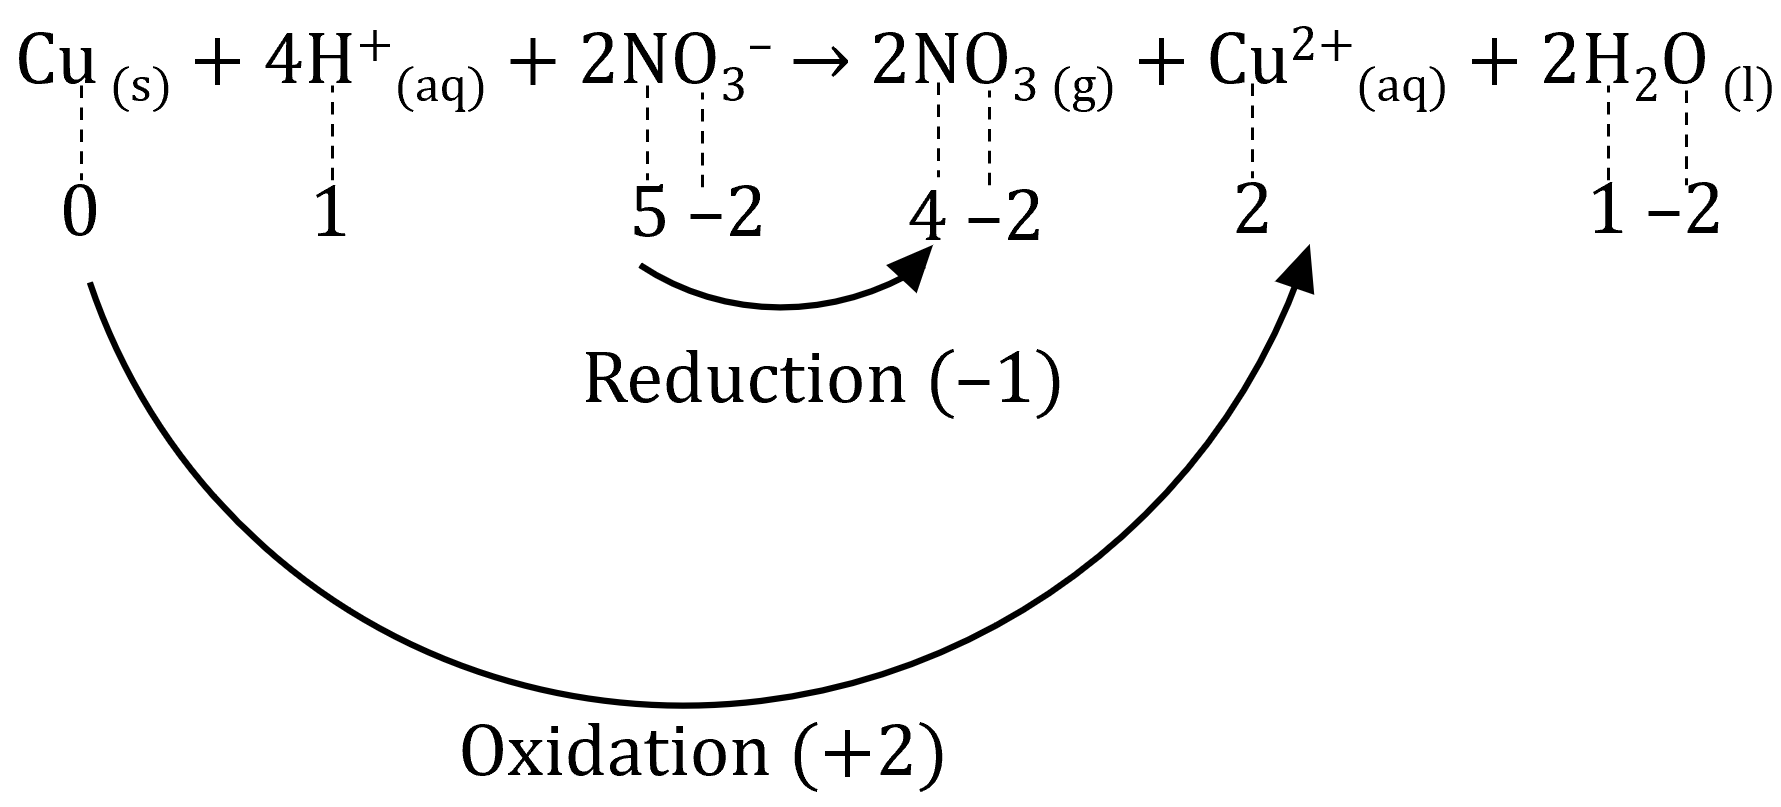 Cu (s) + 4H⁺ (aq) + 2NO₃⁻ → 2NO₃ (g) + Cu²⁺ (aq) + 2H₂O (l)
0 1 5 –2 4 –2 2 1 –2
Reduction (–1)
Oxidation (+2)